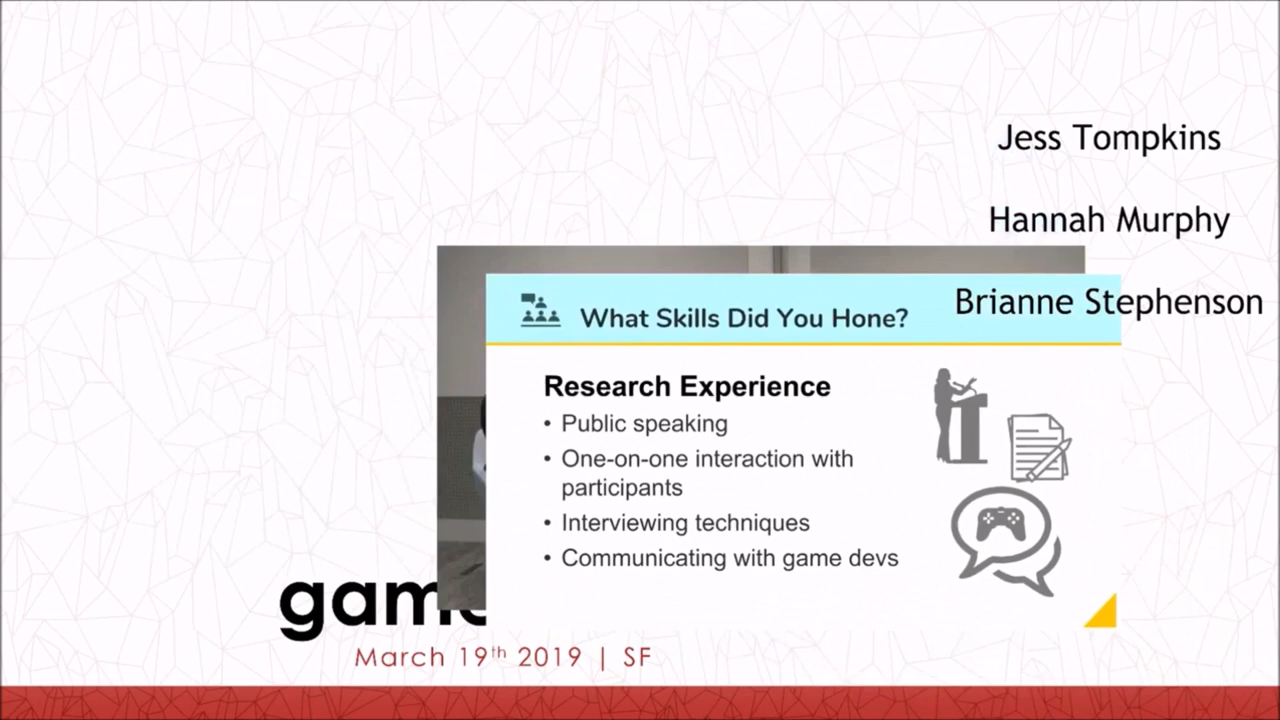 Jess Tompkins
Hannah Murphy
Brianne Stephenson
What Skills Did You Hone?
Research Experience
• Public speaking
• One-on-one interaction with
participants
• Interviewing techniques
• Communicating with game devs
March 19th 2019 | SF